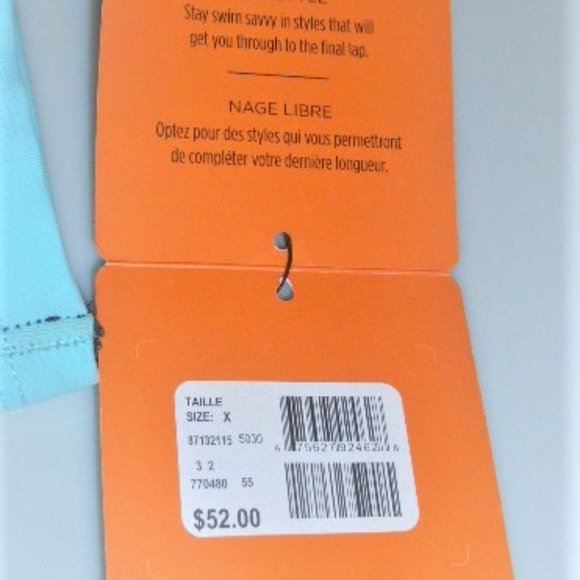 Stay swim savvy in styles that will
get you through to the final lap.
NAGE LIBRE
Optez pour des styles qui vous permettront
de compléter votre dernière longueur.
TAILLE
SIZE: X
87132115 5030
3 2
770480 55
$52.00